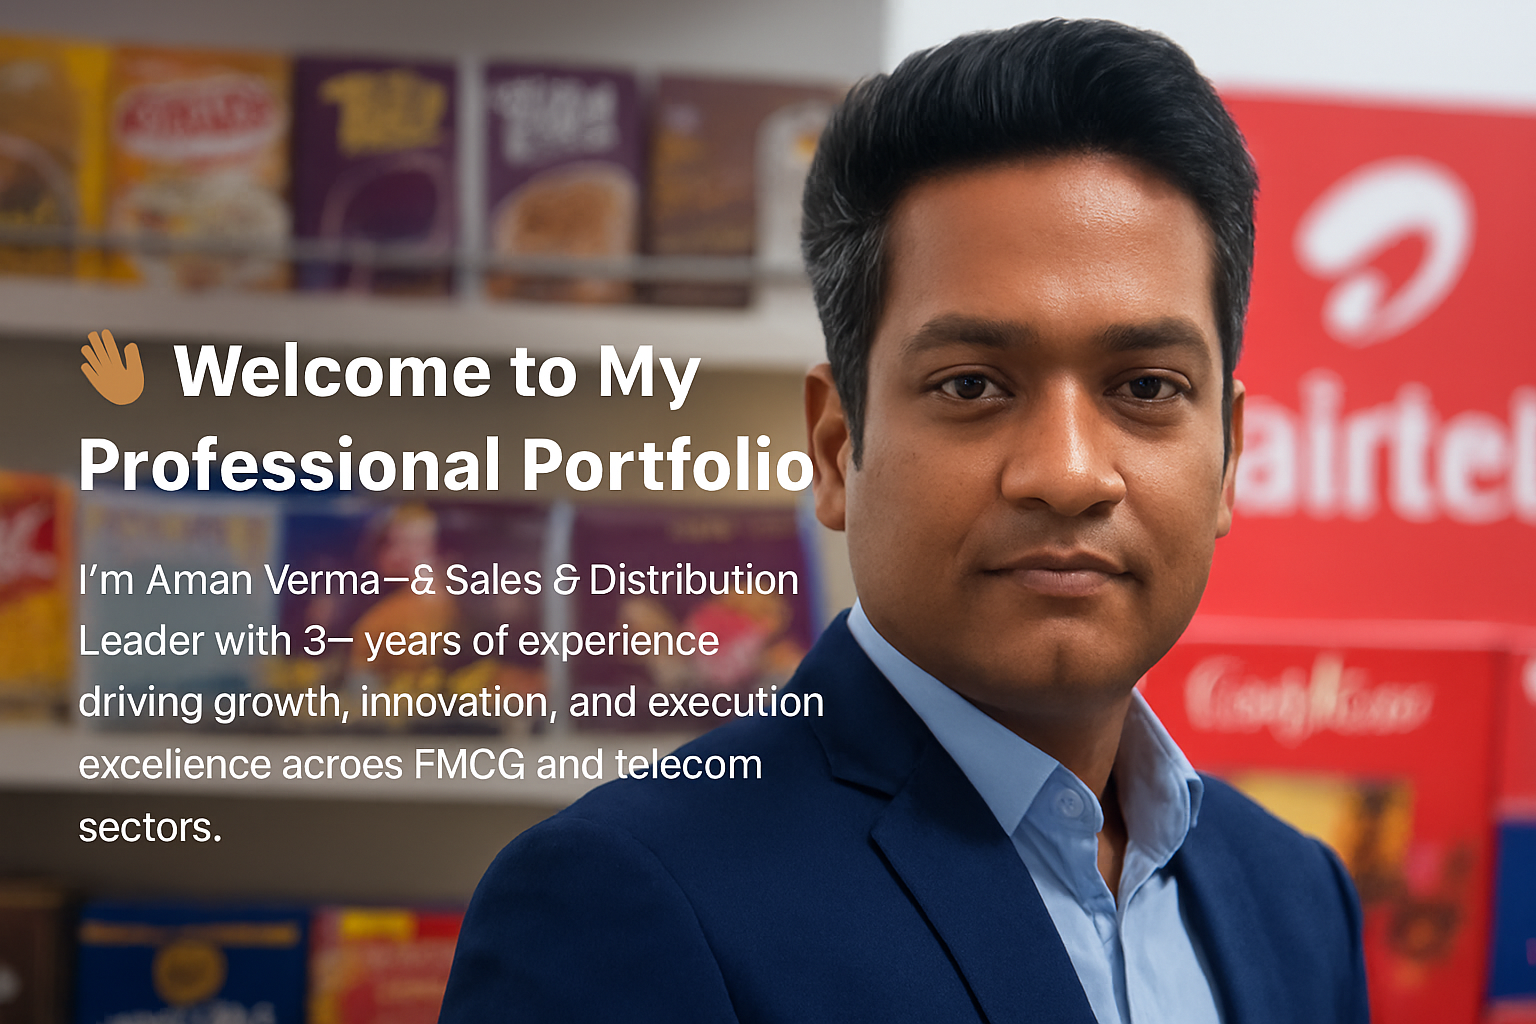 👋🏽 Welcome to My
Professional Portfolio
I’m Aman Verma—& Sales & Distribution
Leader with 3— years of experience
driving growth, innovation, and execution
excelience acroes FMCG and telecom
sectors.
airtel